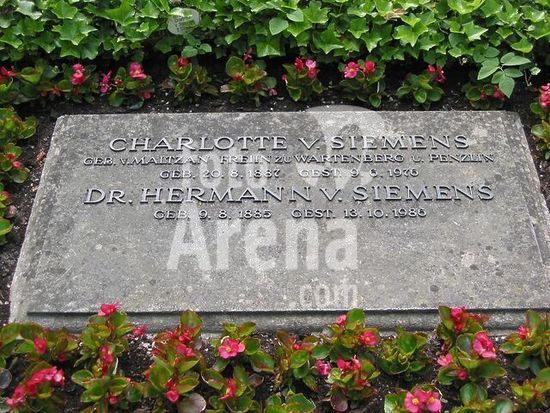 CHARLOTTE V. SIEMENS
GEB. V. MALTZAN FREIIN ZU WARTENBERG U. PENZLIN
GEB. 20. 8. 1887 GEST. 9. 6. 1976
DR. HERMANN V. SIEMENS
GEB. 9. 8. 1885 GEST. 13. 10. 1986
Arena
.com